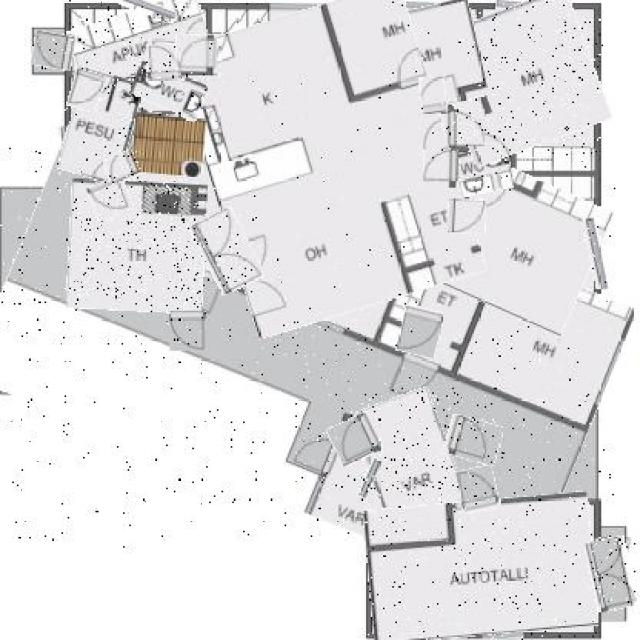 MH
MH
APUK
K
MH
WC
PESU
WC
ET
OH
TH
MH
TK
ET
MH
VAR
VAR
AUTOTALLI